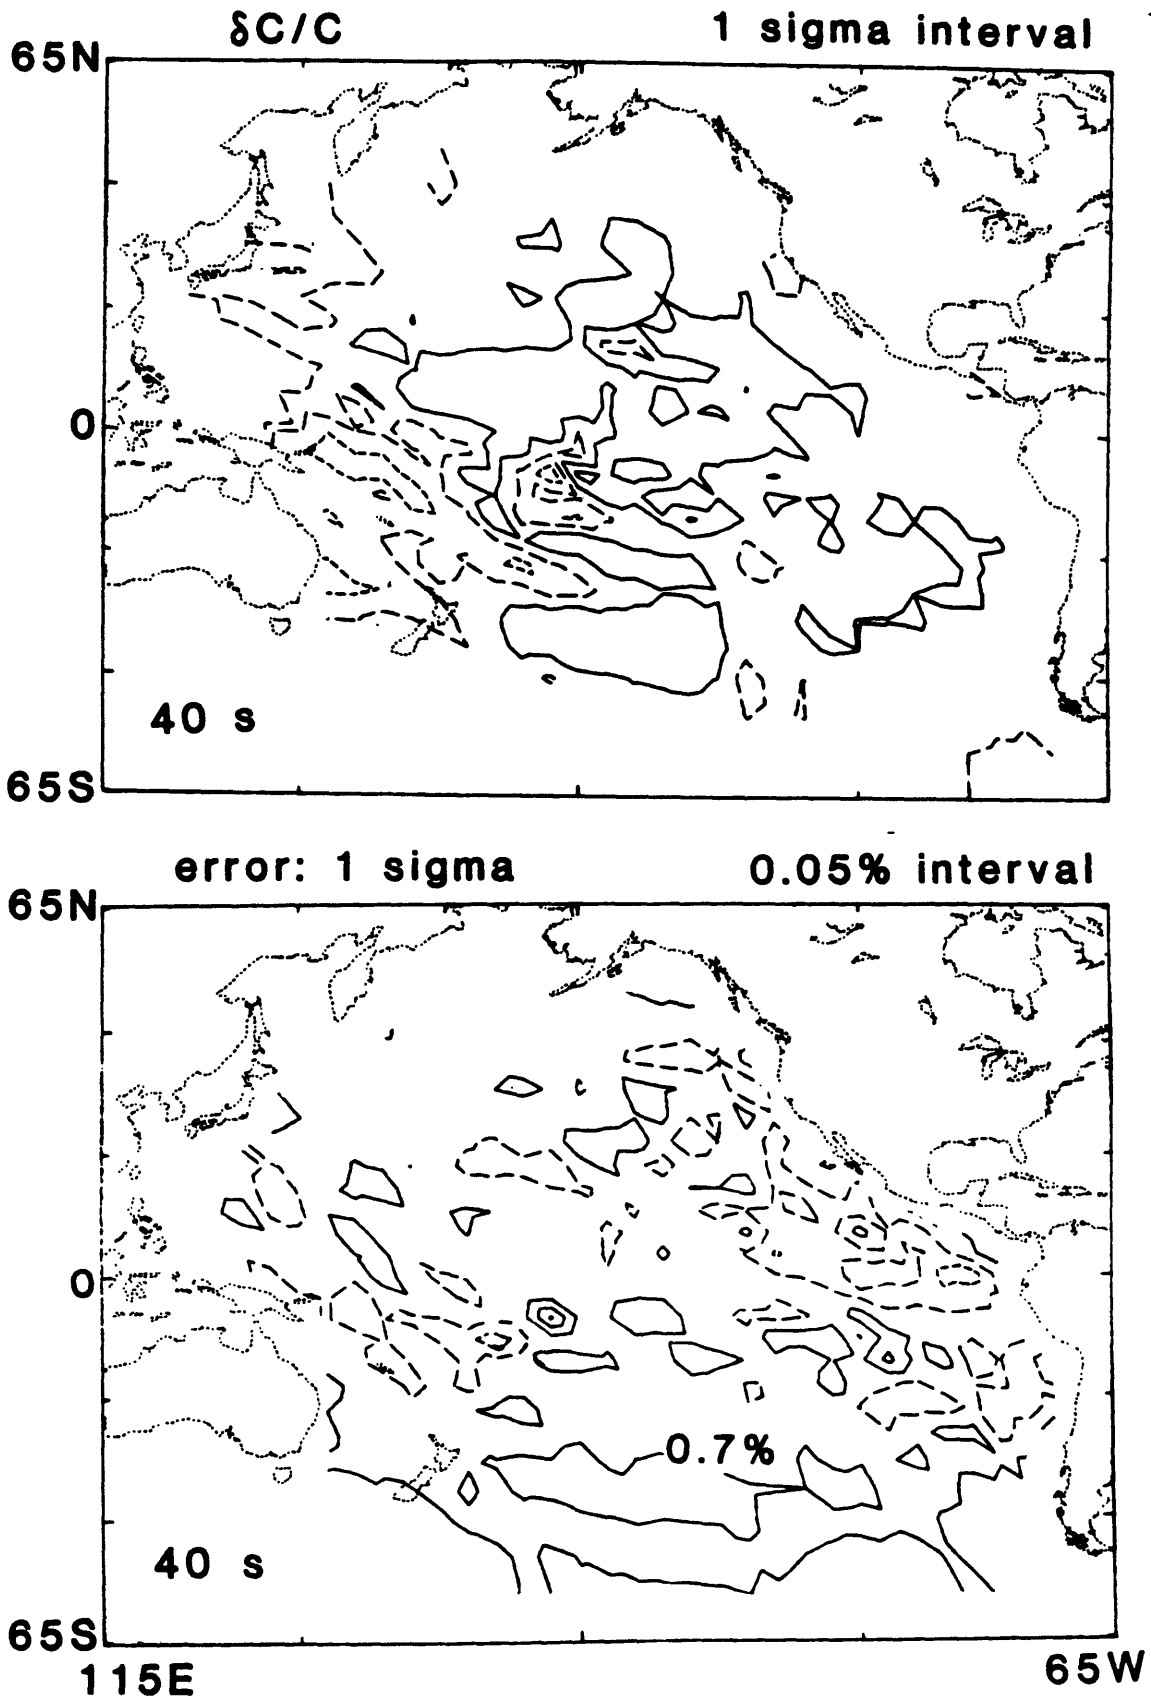 δC/C 1 sigma interval
65N
0
40 s
65S
error: 1 sigma 0.05% interval
65N
0
0.7%
40 s
65S
115E 65W